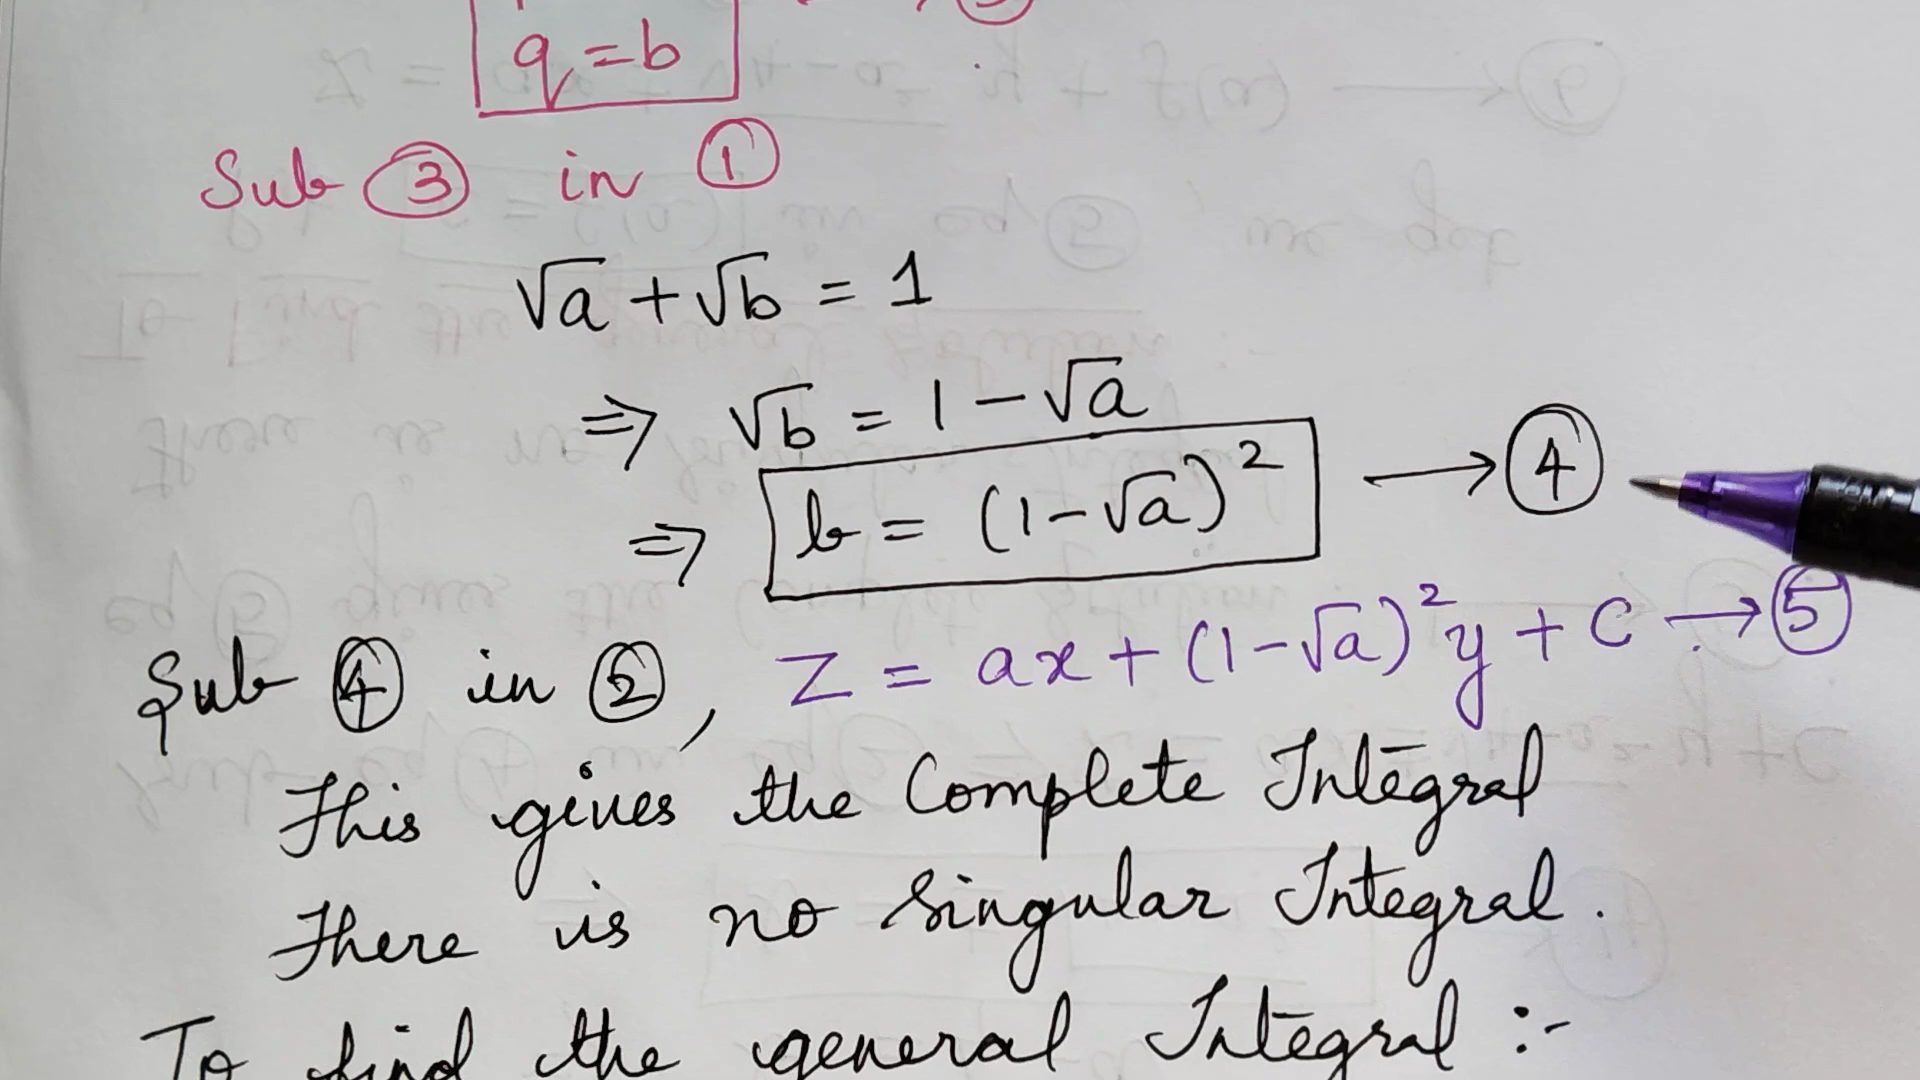 q = b
Sub ③ in ①
√a + √b = 1
⇒ √b = 1 - √a
⇒ b = (1-√a)² → ④
Sub ④ in ②, Z = ax + (1-√a)²y + C → ⑤
This gives the Complete Integral
There is no Singular Integral.
To find the general Integral :-